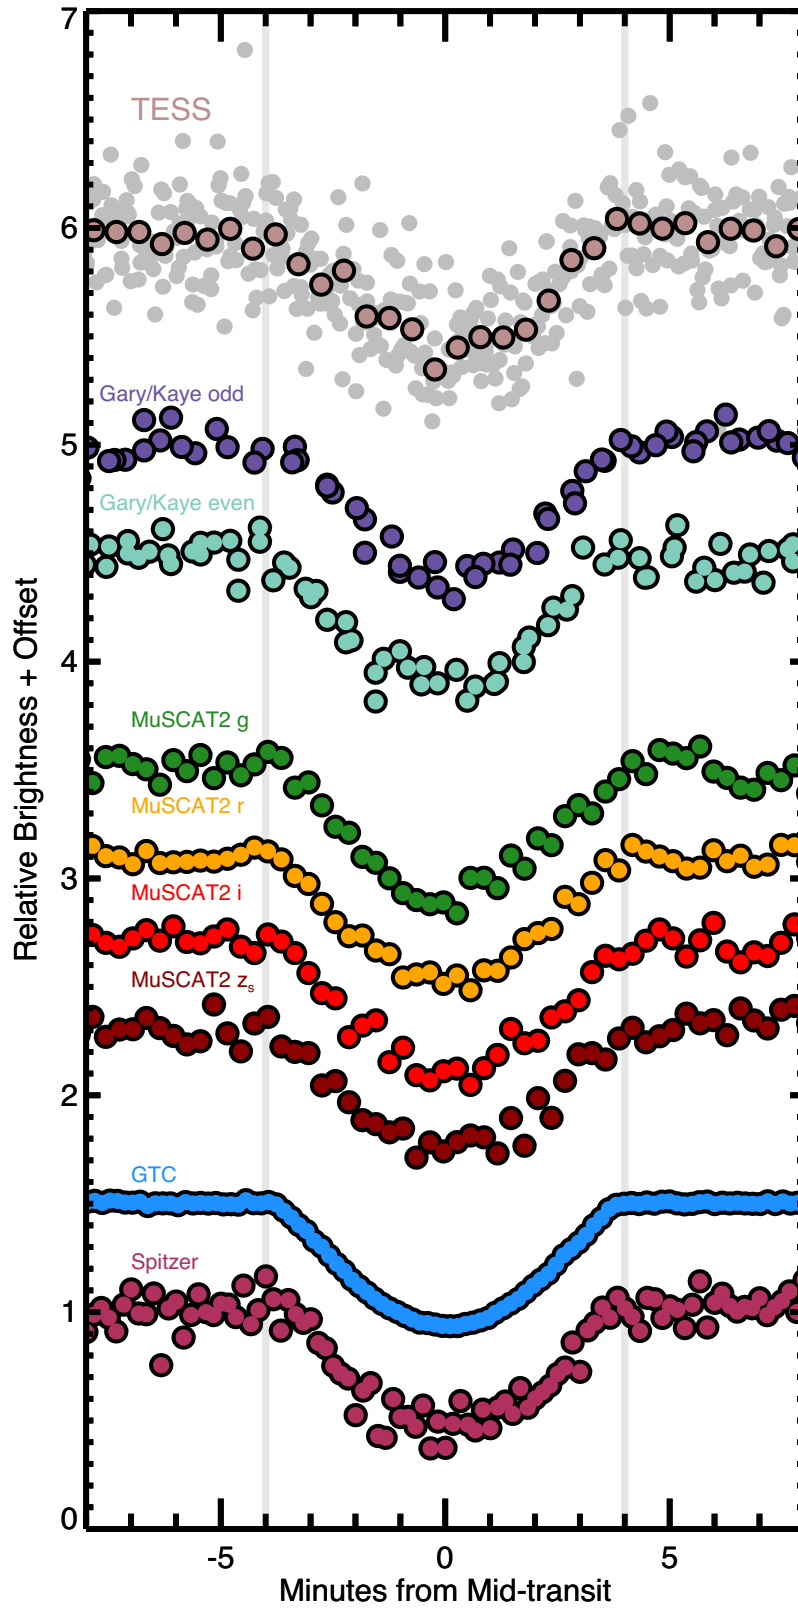 7
TESS
6
Gary/Kaye odd
5
Gary/Kaye even
4
MuSCAT2 g
MuSCAT2 r
3
MuSCAT2 i
MuSCAT2 zs
2
GTC
Spitzer
1
0
-5 0 5
Minutes from Mid-transit
Relative Brightness + Offset